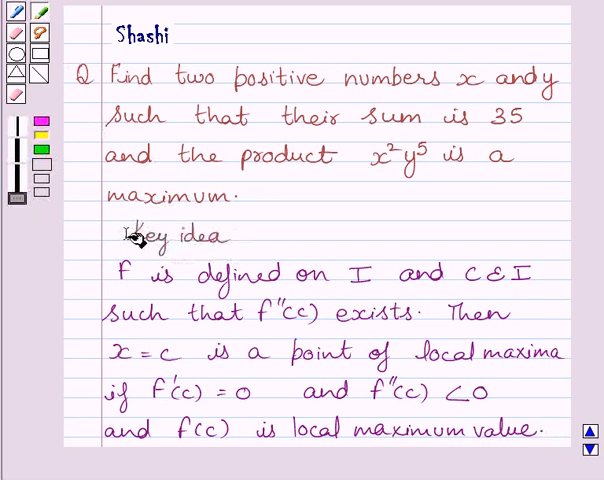 Shashi
Q Find two positive numbers x and y
such that their sum is 35
and the product x²y⁵ is a
maximum.
Key idea
f is defined on I and C ε I
such that f''(c) exists. Then
x = c is a point of local maxima
if f'(c) = 0 and f''(c) < 0
and f(c) is local maximum value.